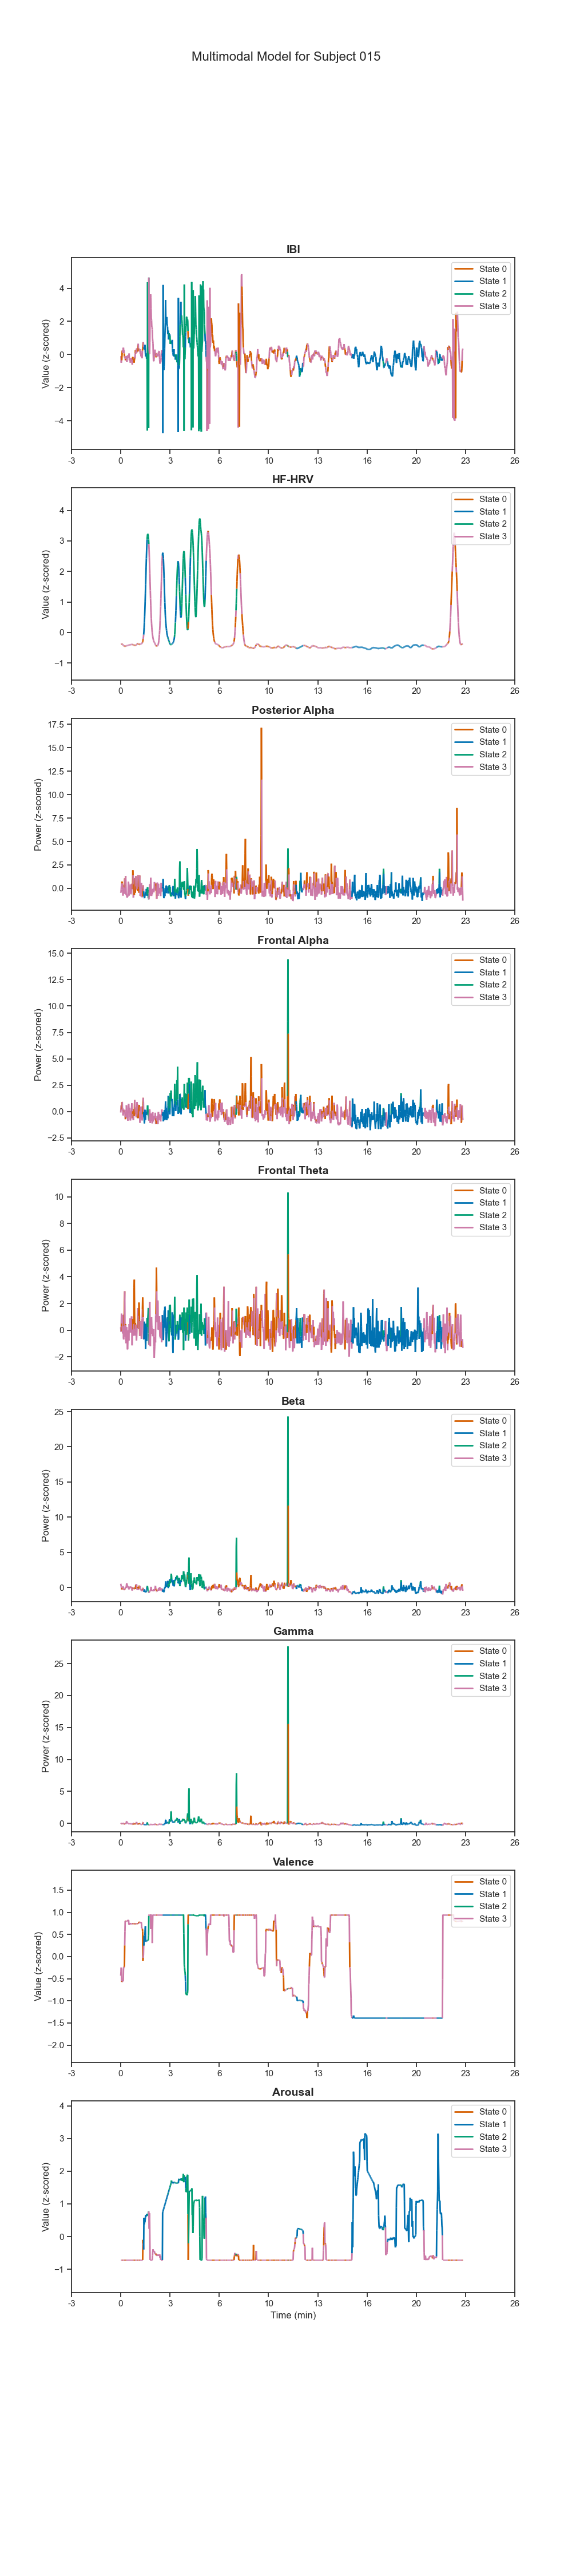 Multimodal Model for Subject 015
IBI
Value (z-scored)
4
2
0
−2
−4
State 0
State 1
State 2
State 3
-3 0 3 6 10 13 16 20 23 26
HF-HRV
Value (z-scored)
4
3
2
1
0
−1
State 0
State 1
State 2
State 3
-3 0 3 6 10 13 16 20 23 26
Posterior Alpha
Power (z-scored)
17.5
15.0
12.5
10.0
7.5
5.0
2.5
0.0
State 0
State 1
State 2
State 3
-3 0 3 6 10 13 16 20 23 26
Frontal Alpha
Power (z-scored)
15.0
12.5
10.0
7.5
5.0
2.5
0.0
−2.5
State 0
State 1
State 2
State 3
-3 0 3 6 10 13 16 20 23 26
Frontal Theta
Power (z-scored)
10
8
6
4
2
0
−2
State 0
State 1
State 2
State 3
-3 0 3 6 10 13 16 20 23 26
Beta
Power (z-scored)
25
20
15
10
5
0
State 0
State 1
State 2
State 3
-3 0 3 6 10 13 16 20 23 26
Gamma
Power (z-scored)
25
20
15
10
5
0
State 0
State 1
State 2
State 3
-3 0 3 6 10 13 16 20 23 26
Valence
Value (z-scored)
1.5
1.0
0.5
0.0
−0.5
−1.0
−1.5
−2.0
State 0
State 1
State 2
State 3
-3 0 3 6 10 13 16 20 23 26
Arousal
Value (z-scored)
4
3
2
1
0
−1
State 0
State 1
State 2
State 3
-3 0 3 6 10 13 16 20 23 26
Time (min)